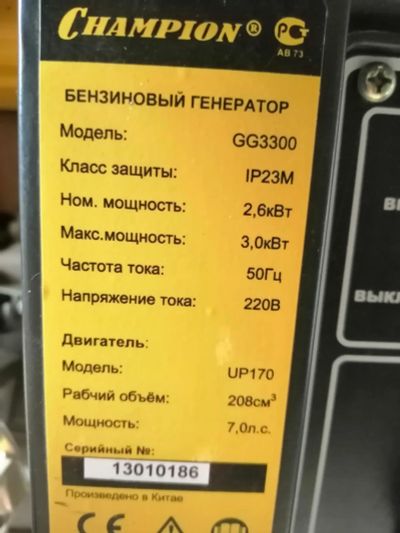 CHAMPION® РСТ
АВ 73
БЕНЗИНОВЫЙ ГЕНЕРАТОР
Модель: GG3300
Класс защиты: IP23M
Ном. мощность: 2,6кВт
Макс.мощность: 3,0кВт
Частота тока: 50Гц
Напряжение тока: 220В
Двигатель:
Модель: UP170
Рабчий объём: 208см³
Мощность: 7,0л.с.
Серийный №:
13010186
Произведено в Китае
CE